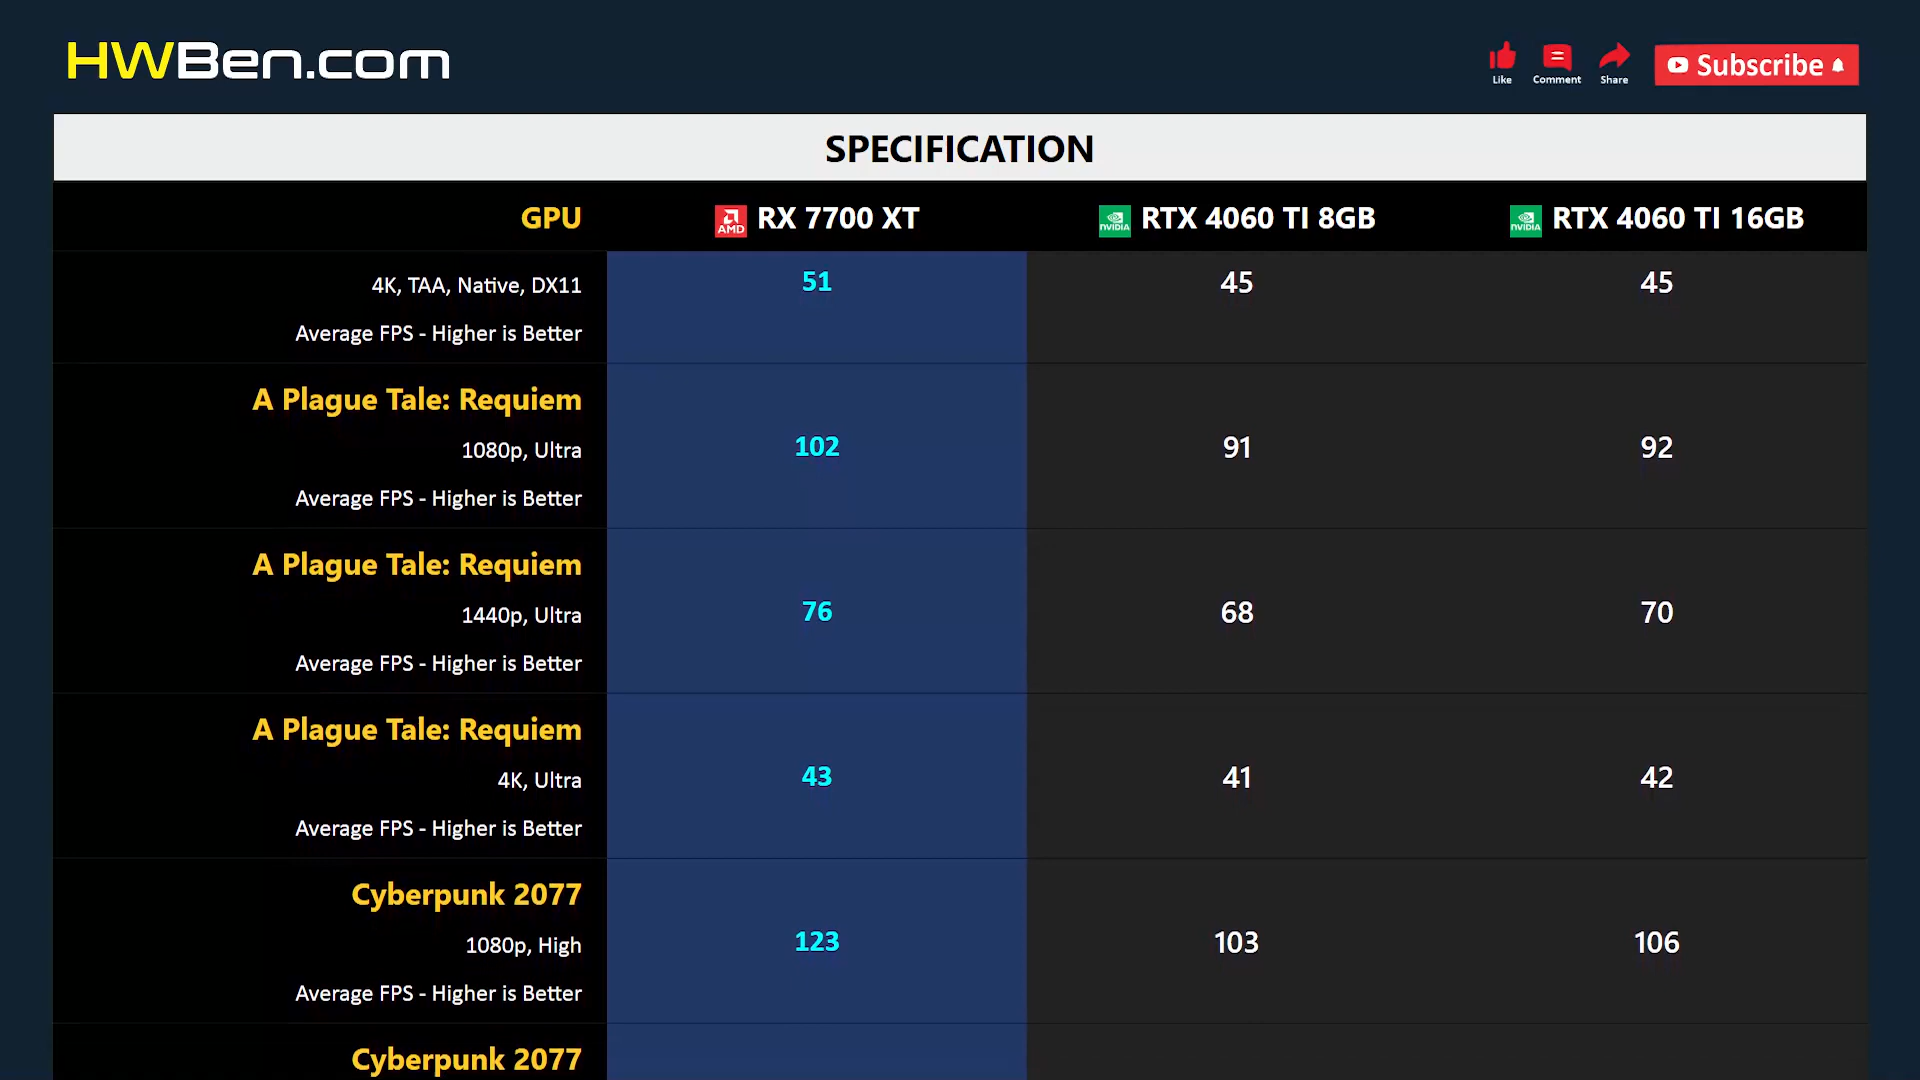 HWBen.com
Like
Comment
Share
Subscribe
SPECIFICATION
GPU
AMD
RX 7700 XT
NVIDIA
RTX 4060 TI 8GB
NVIDIA
RTX 4060 TI 16GB
4K, TAA, Native, DX11
Average FPS - Higher is Better
51
45
45
A Plague Tale: Requiem
1080p, Ultra
Average FPS - Higher is Better
102
91
92
A Plague Tale: Requiem
1440p, Ultra
Average FPS - Higher is Better
76
68
70
A Plague Tale: Requiem
4K, Ultra
Average FPS - Higher is Better
43
41
42
Cyberpunk 2077
1080p, High
Average FPS - Higher is Better
123
103
106
Cyberpunk 2077